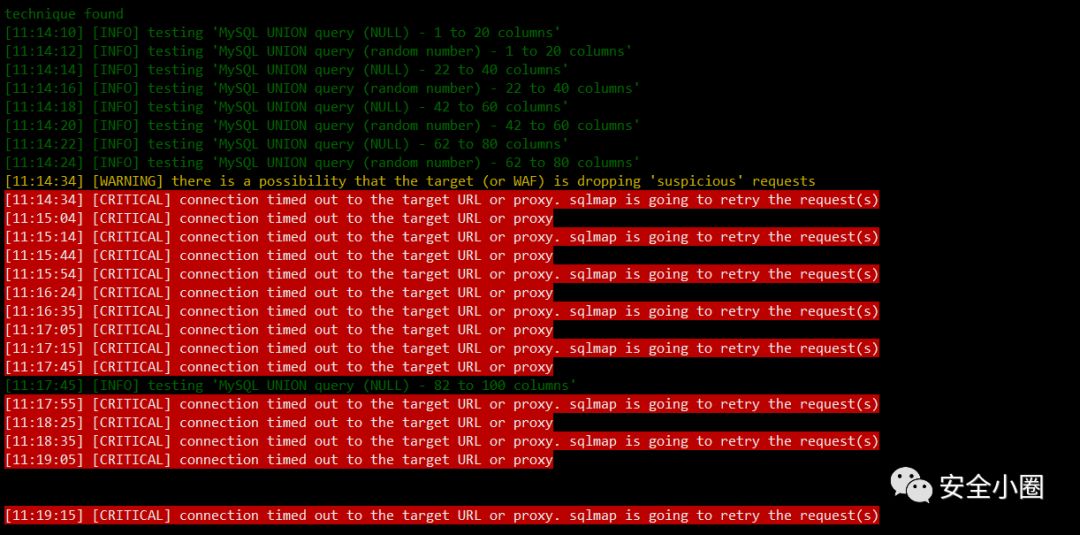 technique found
[11:14:10] [INFO] testing 'MySQL UNION query (NULL) - 1 to 20 columns'
[11:14:12] [INFO] testing 'MySQL UNION query (random number) - 1 to 20 columns'
[11:14:14] [INFO] testing 'MySQL UNION query (NULL) - 22 to 40 columns'
[11:14:16] [INFO] testing 'MySQL UNION query (random number) - 22 to 40 columns'
[11:14:18] [INFO] testing 'MySQL UNION query (NULL) - 42 to 60 columns'
[11:14:20] [INFO] testing 'MySQL UNION query (random number) - 42 to 60 columns'
[11:14:22] [INFO] testing 'MySQL UNION query (NULL) - 62 to 80 columns'
[11:14:24] [INFO] testing 'MySQL UNION query (random number) - 62 to 80 columns'
[11:14:34] [WARNING] there is a possibility that the target (or WAF) is dropping 'suspicious' requests
[11:14:34] [CRITICAL] connection timed out to the target URL or proxy. sqlmap is going to retry the request(s)
[11:15:04] [CRITICAL] connection timed out to the target URL or proxy
[11:15:14] [CRITICAL] connection timed out to the target URL or proxy. sqlmap is going to retry the request(s)
[11:15:44] [CRITICAL] connection timed out to the target URL or proxy
[11:15:54] [CRITICAL] connection timed out to the target URL or proxy. sqlmap is going to retry the request(s)
[11:16:24] [CRITICAL] connection timed out to the target URL or proxy
[11:16:35] [CRITICAL] connection timed out to the target URL or proxy. sqlmap is going to retry the request(s)
[11:17:05] [CRITICAL] connection timed out to the target URL or proxy
[11:17:15] [CRITICAL] connection timed out to the target URL or proxy. sqlmap is going to retry the request(s)
[11:17:45] [CRITICAL] connection timed out to the target URL or proxy
[11:17:45] [INFO] testing 'MySQL UNION query (NULL) - 82 to 100 columns'
[11:17:55] [CRITICAL] connection timed out to the target URL or proxy. sqlmap is going to retry the request(s)
[11:18:25] [CRITICAL] connection timed out to the target URL or proxy
[11:18:35] [CRITICAL] connection timed out to the target URL or proxy. sqlmap is going to retry the request(s)
[11:19:05] [CRITICAL] connection timed out to the target URL or proxy
安全小圈
[11:19:15] [CRITICAL] connection timed out to the target URL or proxy. sqlmap is going to retry the request(s)